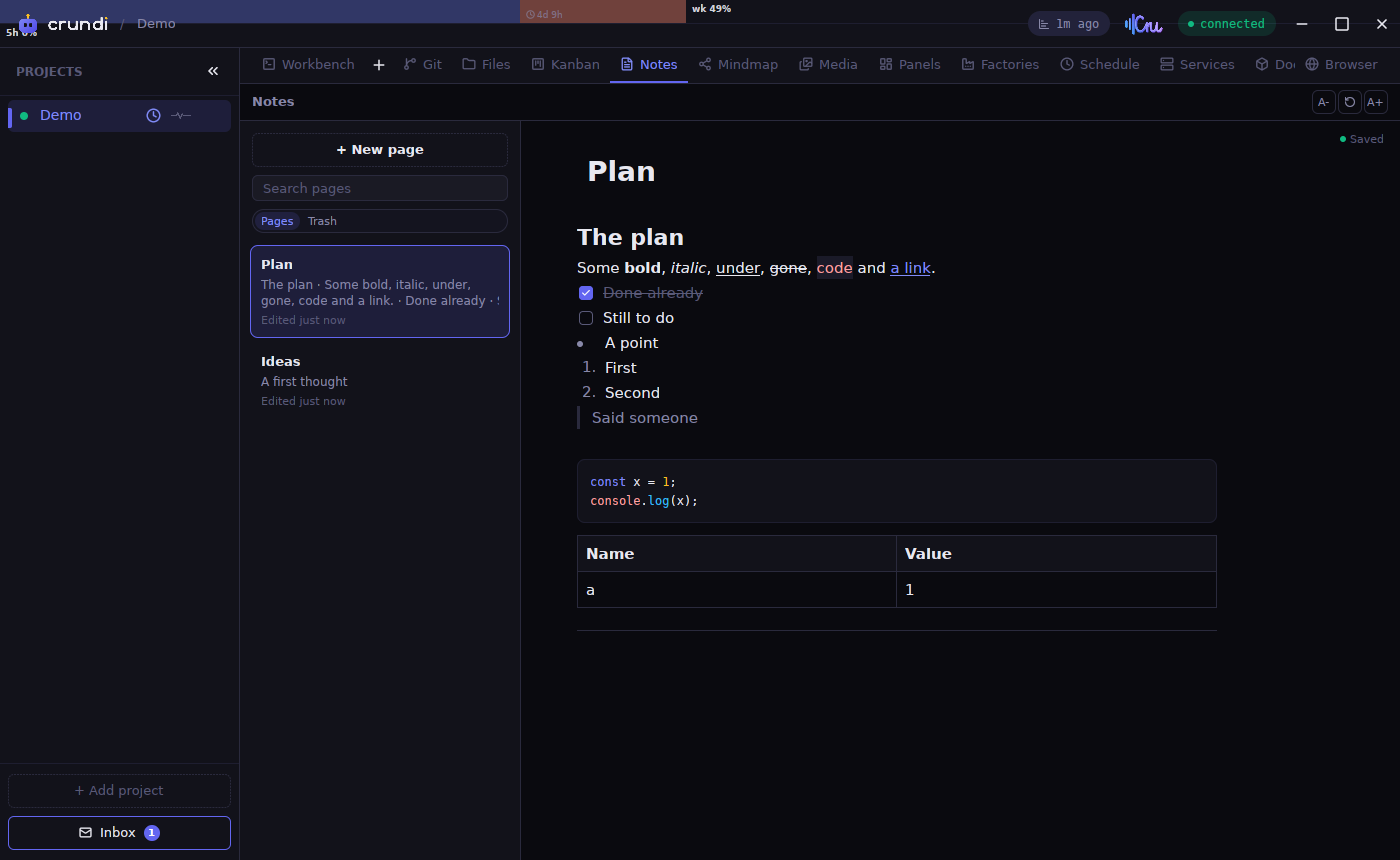 4d 9h
wk 49%
crundi / Demo
1m ago
connected
PROJECTS
Demo
+ Add project
Inbox 1
Workbench + Git Files Kanban Notes Mindmap Media Panels Factories Schedule Services Browser
Notes
A- A+
+ New page
Search pages
Pages Trash
Plan
The plan · Some bold, italic, under,
gone, code and a link. · Done already ·
Edited just now
Ideas
A first thought
Edited just now
Saved
Plan
The plan
Some bold, italic, under, gone, code and a link.
Done already
Still to do
A point
1. First
2. Second
Said someone
const x = 1;
console.log(x);
Name Value
a 1